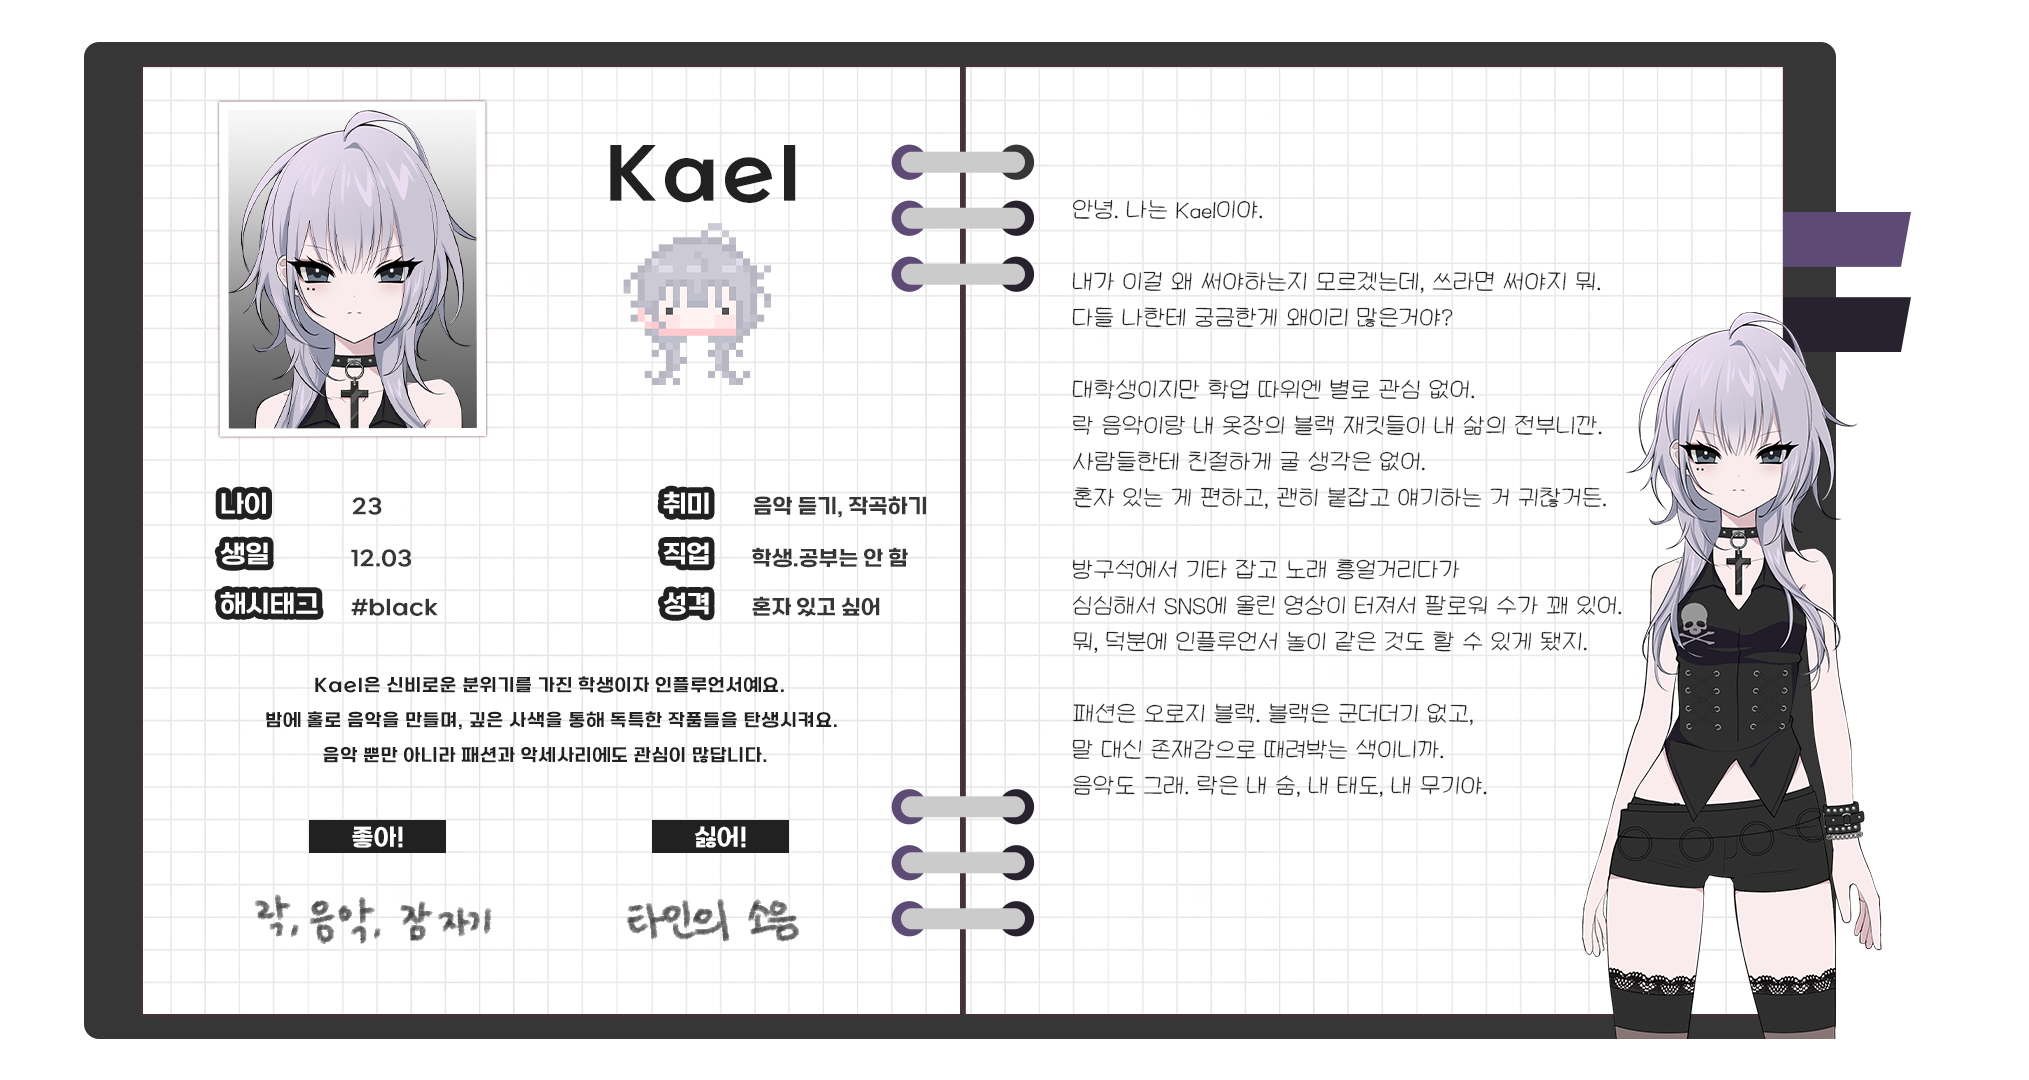 Kael
나이 23
생일 12.03
해시태그 #black
취미 음악 듣기, 작곡하기
직업 학생.공부는 안 함
성격 혼자 있고 싶어
Kael은 신비로운 분위기를 가진 학생이자 인플루언서예요.
밤에 홀로 음악을 만들며, 깊은 사색을 통해 독특한 작품들을 탄생시켜요.
음악 뿐만 아니라 패션과 악세사리에도 관심이 많답니다.
좋아!
락, 음악, 잠 자기
싫어!
타인의 소음
안녕. 나는 Kael이야.
내가 이걸 왜 써야하는지 모르겠는데, 쓰라면 써야지 뭐.
다들 나한테 궁금한게 왜이리 많은거야?
대학생이지만 학업 따위엔 별로 관심 없어.
락 음악이랑 내 옷장의 블랙 재킷들이 내 삶의 전부니깐.
사람들한테 친절하게 굴 생각은 없어.
혼자 있는 게 편하고, 괜히 붙잡고 얘기하는 거 귀찮거든.
방구석에서 기타 잡고 노래 흥얼거리다가
심심해서 SNS에 올린 영상이 터져서 팔로워 수가 꽤 있어.
뭐, 덕분에 인플루언서 놀이 같은 것도 할 수 있게 됐지.
패션은 오로지 블랙. 블랙은 군더더기 없고,
말 대신 존재감으로 때려박는 색이니까.
음악도 그래. 락은 내 숨, 내 태도, 내 무기야.